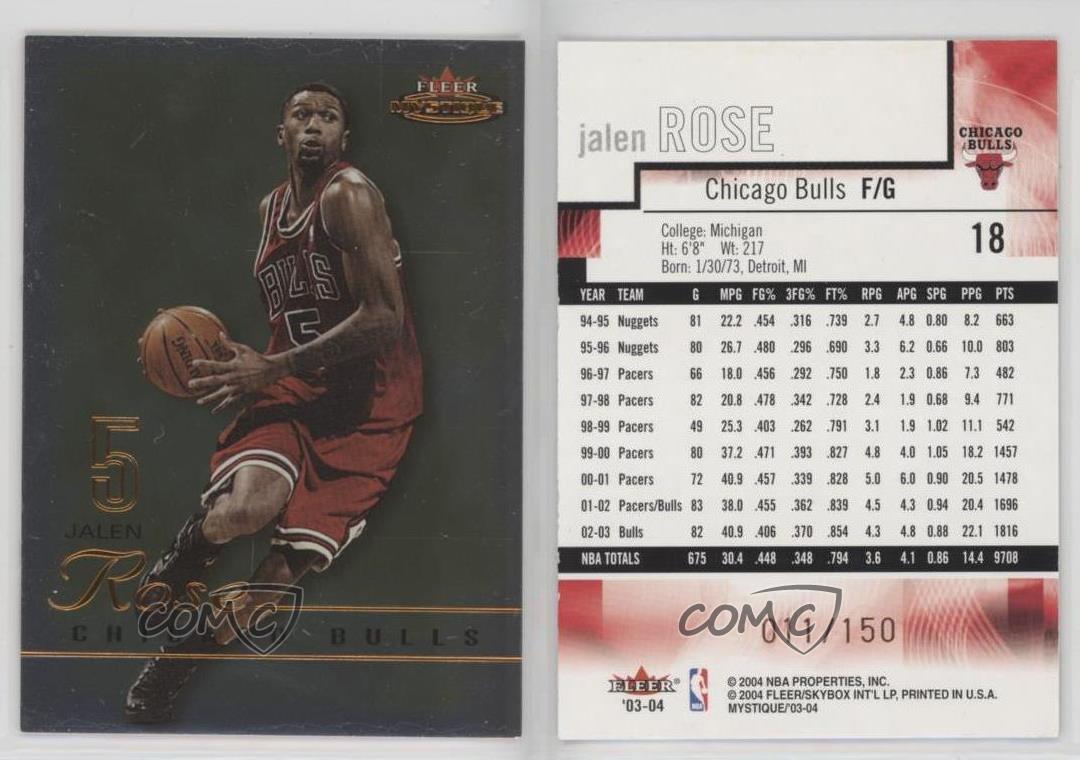 FLEER
MYSTIQUE
BULLS
5
SPALDING
5
JALEN
Rose
CHICAGO BULLS
COMC
jalen ROSE
CHICAGO
BULLS
Chicago Bulls F/G
College: Michigan
Ht: 6'8" Wt: 217
Born: 1/30/73, Detroit, MI
18
YEAR TEAM G MPG FG% 3FG% FT% RPG APG SPG PPG PTS
94-95 Nuggets 81 22.2 .454 .316 .739 2.7 4.8 0.80 8.2 663
95-96 Nuggets 80 26.7 .480 .296 .690 3.3 6.2 0.66 10.0 803
96-97 Pacers 66 18.0 .456 .292 .750 1.8 2.3 0.86 7.3 482
97-98 Pacers 82 20.8 .478 .342 .728 2.4 1.9 0.68 9.4 771
98-99 Pacers 49 25.3 .403 .262 .791 3.1 1.9 1.02 11.1 542
99-00 Pacers 80 37.2 .471 .393 .827 4.8 4.0 1.05 18.2 1457
00-01 Pacers 72 40.9 .457 .339 .828 5.0 6.0 0.90 20.5 1478
01-02 Pacers/Bulls 83 38.0 .455 .362 .839 4.5 4.3 0.94 20.4 1696
02-03 Bulls 82 40.9 .406 .370 .854 4.3 4.8 0.88 22.1 1816
NBA TOTALS 675 30.4 .448 .348 .794 3.6 4.1 0.86 14.4 9708
COMC
011/150
FLEER®
'03-04
NBA
© 2004 NBA PROPERTIES, INC.
© 2004 FLEER/SKYBOX INT'L LP, PRINTED IN U.S.A.
MYSTIQUE/'03-04